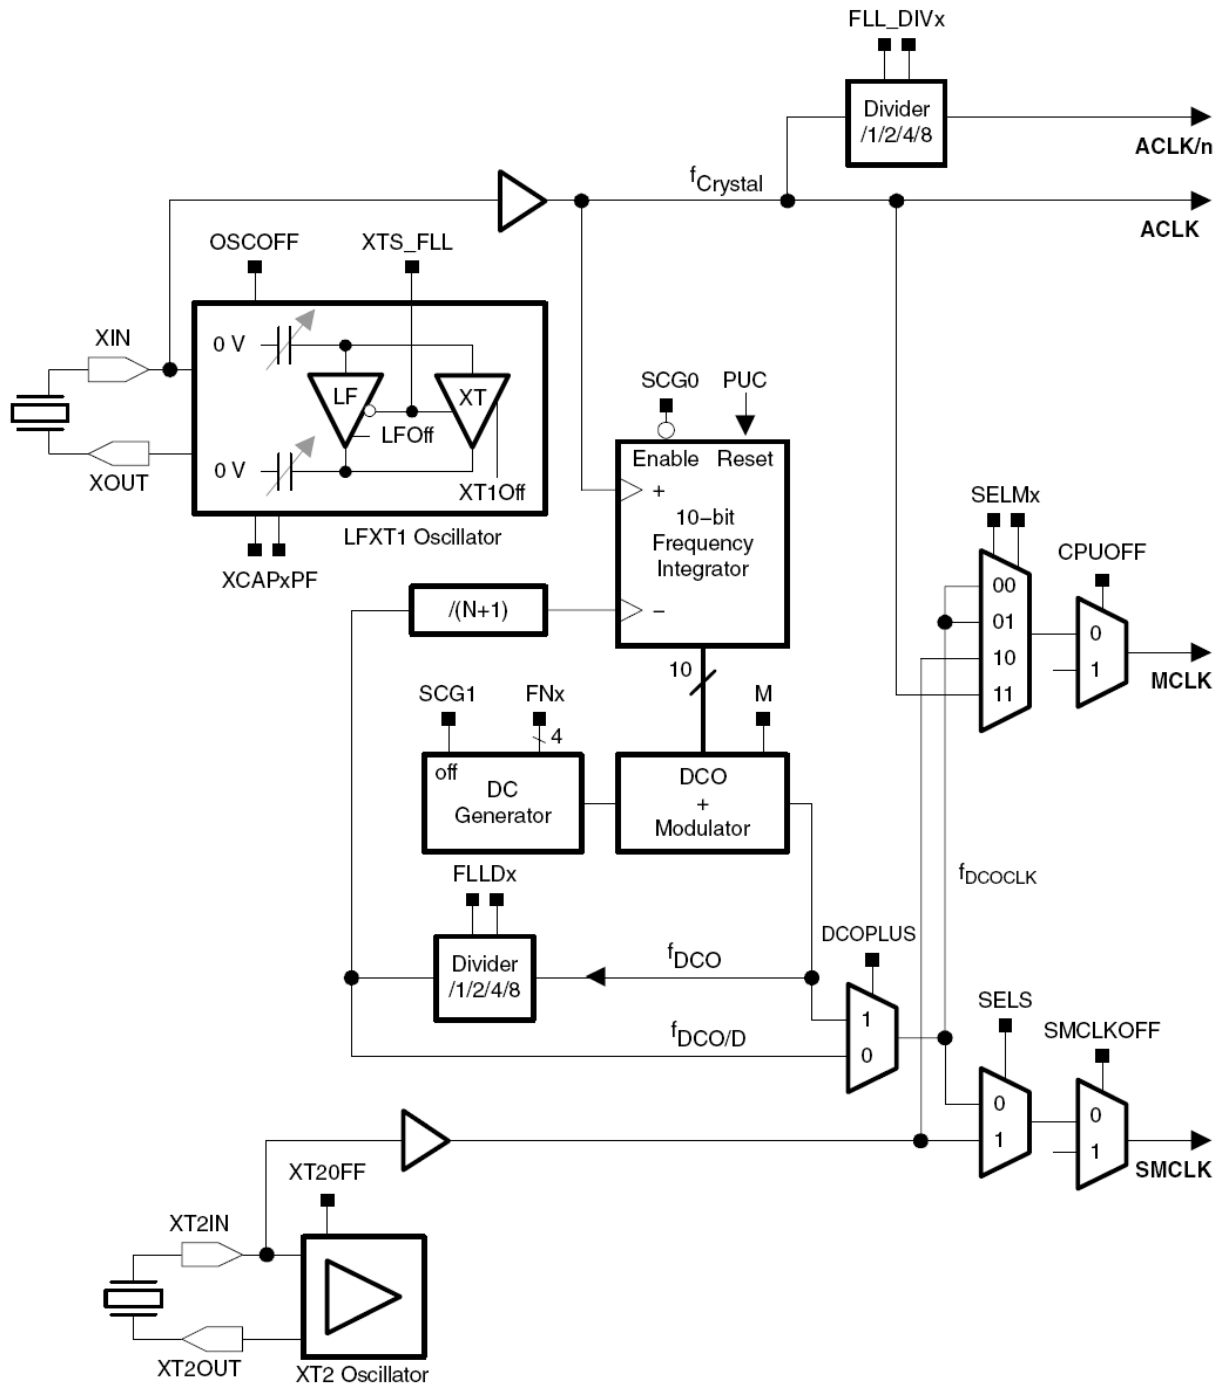 FLL_DIVx
Divider
/1/2/4/8
ACLK/n
fCrystal
ACLK
OSCOFF
XTS_FLL
XIN
0 V
LF
XT
LFOff
0 V
XT1Off
XOUT
LFXT1 Oscillator
XCAPxPF
SCG0
PUC
Enable
Reset
+
10−bit
Frequency
Integrator
−
/(N+1)
10
SELMx
CPUOFF
00
01
10
11
0
1
MCLK
SCG1
FNx
4
M
off
DC
Generator
DCO
+
Modulator
fDCOCLK
FLLDx
Divider
/1/2/4/8
fDCO
fDCO/D
DCOPLUS
1
0
SELS
SMCLKOFF
0
1
0
1
SMCLK
XT20FF
XT2IN
XT2OUT
XT2 Oscillator